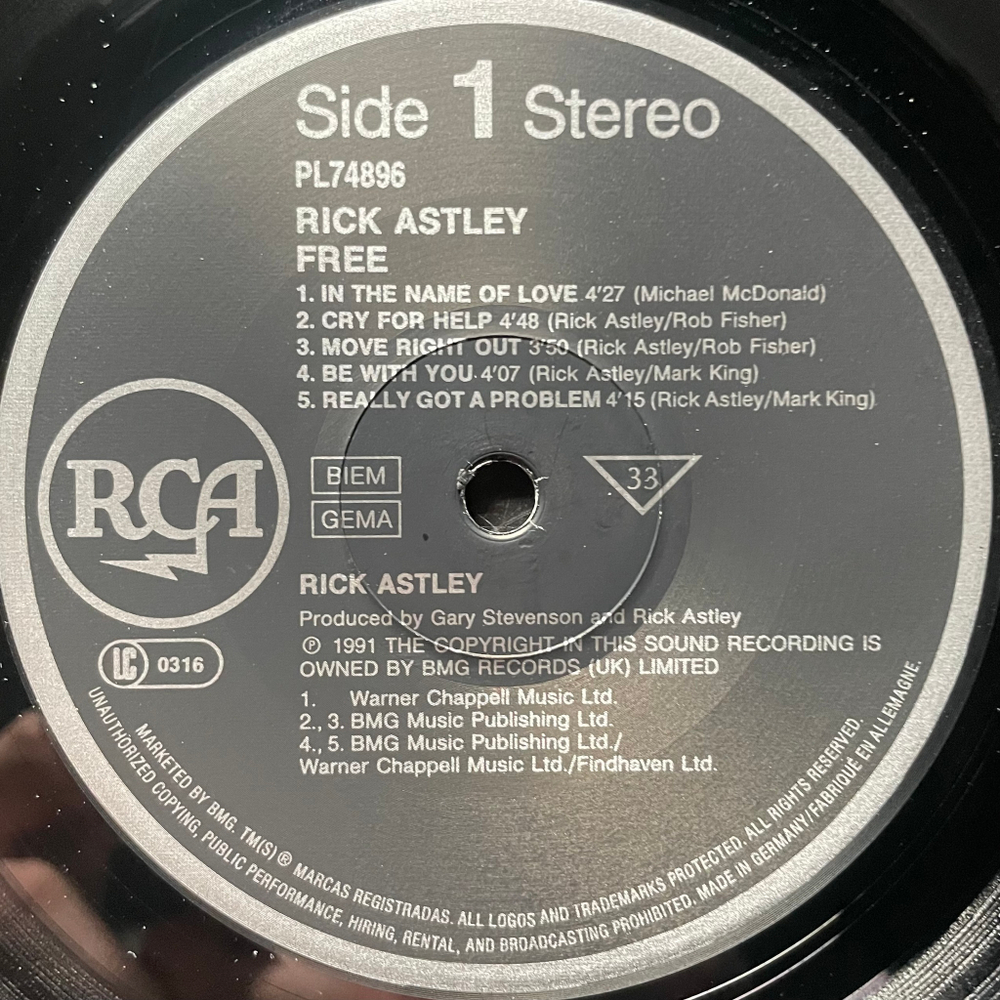 Side 1 Stereo
PL74896
RICK ASTLEY
FREE
1. IN THE NAME OF LOVE 4'27 (Michael McDonald)
2. CRY FOR HELP 4'48 (Rick Astley/Rob Fisher)
3. MOVE RIGHT OUT 3'50 (Rick Astley/Rob Fisher)
4. BE WITH YOU 4'07 (Rick Astley/Mark King)
5. REALLY GOT A PROBLEM 4'15 (Rick Astley/Mark King)
RCA
BIEM
GEMA
33
RICK ASTLEY
Produced by Gary Stevenson and Rick Astley
℗ 1991 THE COPYRIGHT IN THIS SOUND RECORDING IS
OWNED BY BMG RECORDS (UK) LIMITED
LC 0316
1. Warner Chappell Music Ltd.
2., 3. BMG Music Publishing Ltd.
4., 5. BMG Music Publishing Ltd./
Warner Chappell Music Ltd./Findhaven Ltd.
MARKETED BY BMG. TM(S) ® MARCAS REGISTRADAS. ALL LOGOS AND TRADEMARKS PROTECTED. ALL RIGHTS RESERVED.
UNAUTHORIZED COPYING, PUBLIC PERFORMANCE, HIRING, RENTAL, AND BROADCASTING PROHIBITED. MADE IN GERMANY/FABRIQUÉ EN ALLEMAGNE.